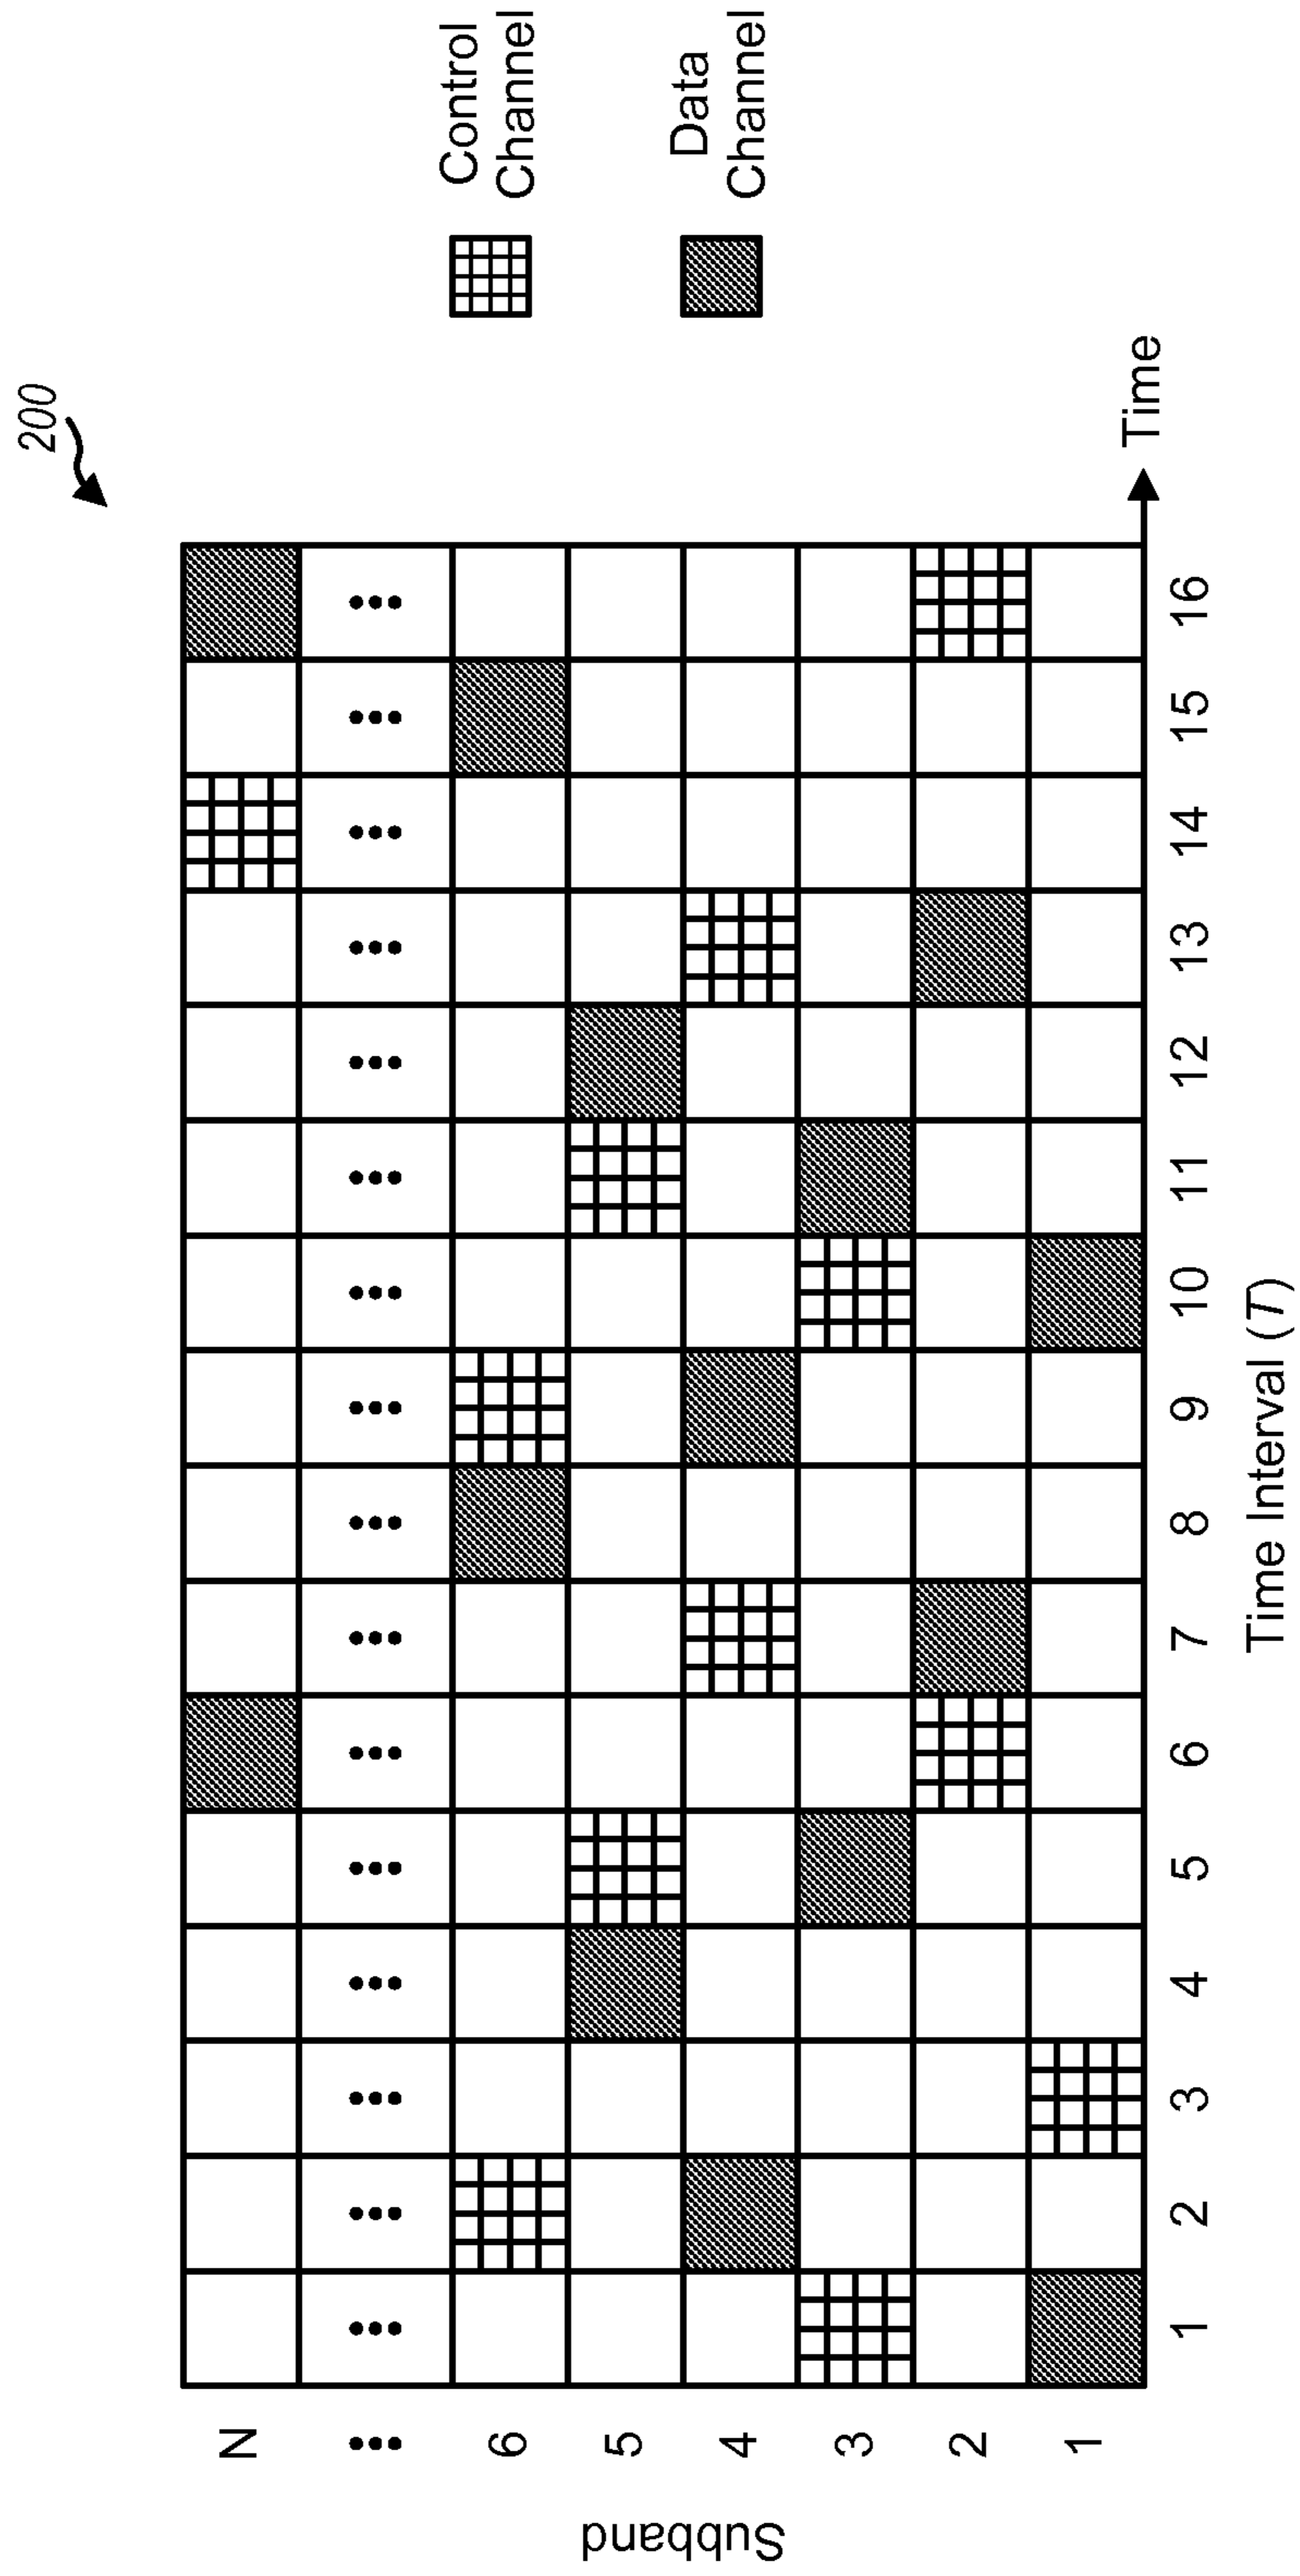 200
Subband
N
•••
6
5
4
3
2
1
••• ••• ••• ••• ••• ••• ••• ••• ••• ••• ••• ••• ••• ••• ••• •••
1 2 3 4 5 6 7 8 9 10 11 12 13 14 15 16
Time
Time Interval (T)
Control
Channel
Data
Channel